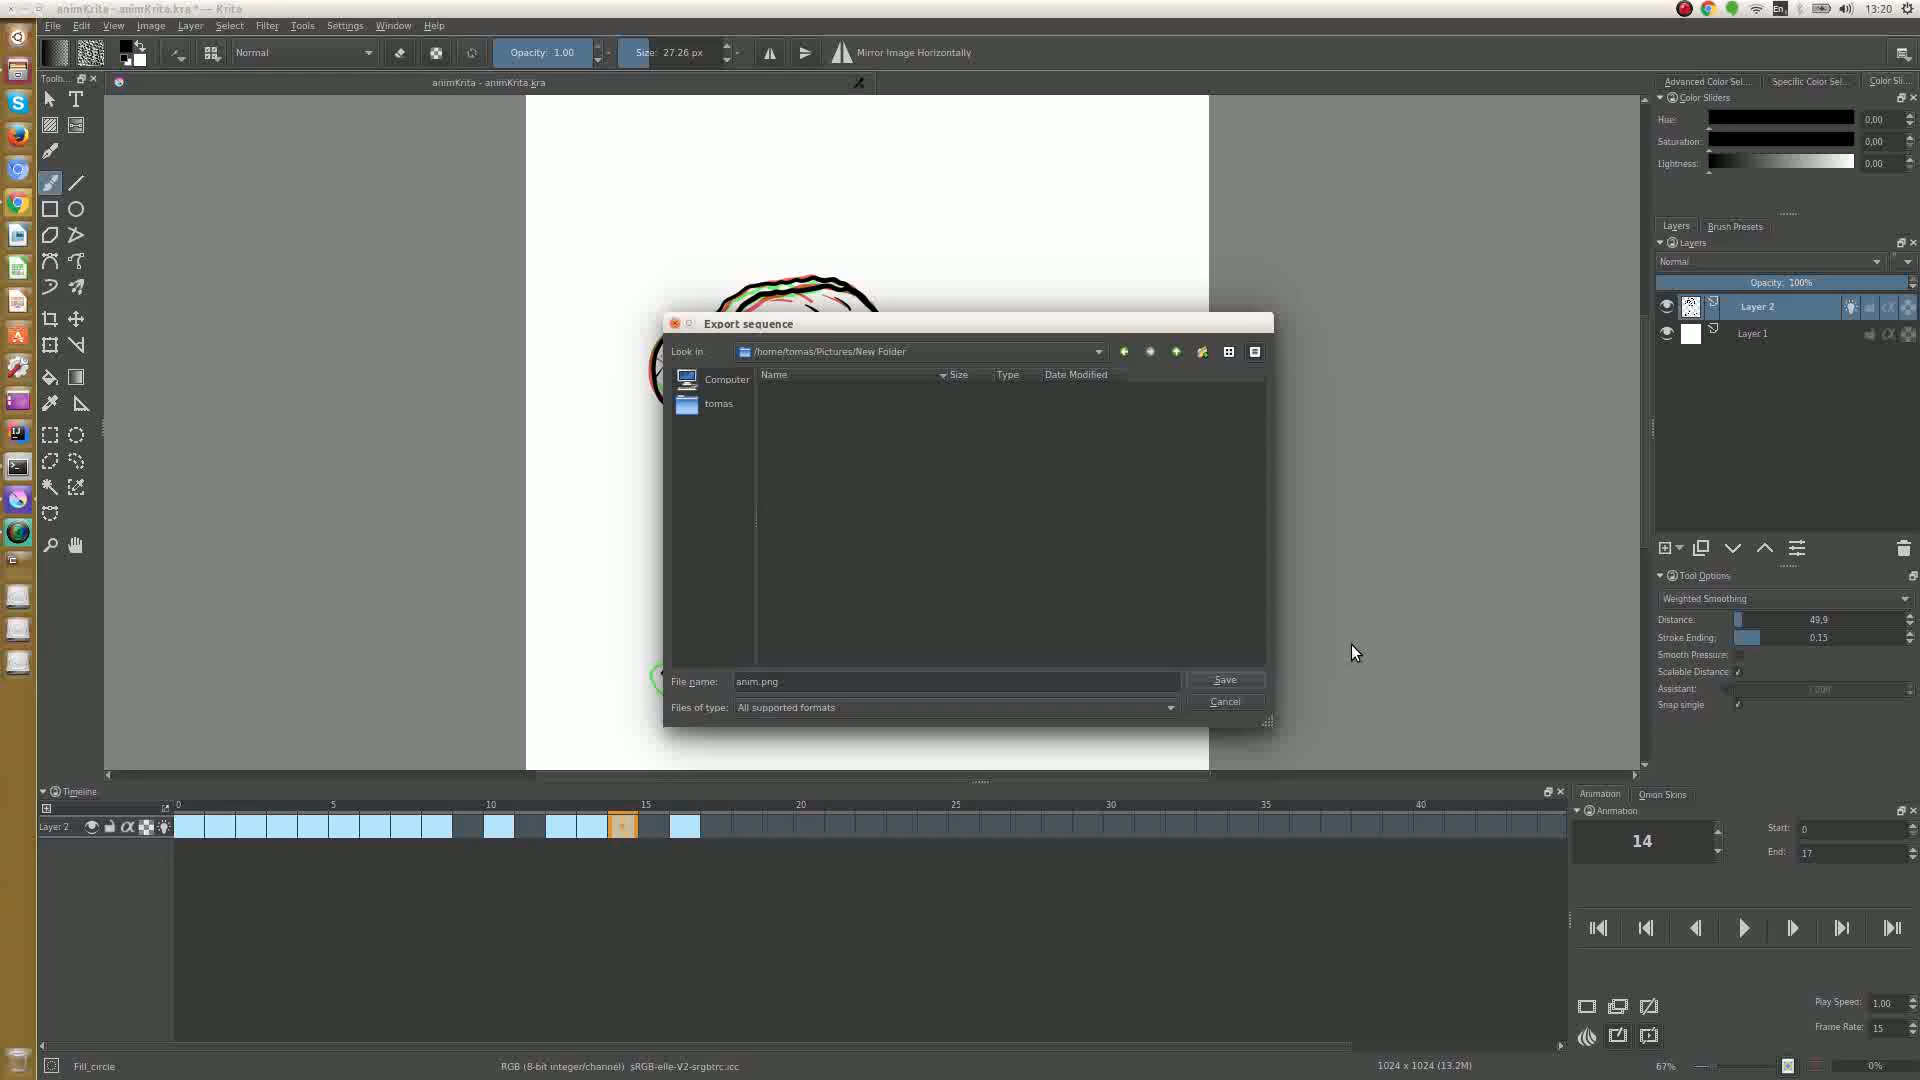 animKrita - animKrita.kra * — Krita
En
13:20
File Edit View Image Layer Select Filter Tools Settings Window Help
Normal
Opacity: 1.00
Size: 27.26 px
Mirror Image Horizontally
Toolb...
animKrita - animKrita.kra
Advanced Color Sel... Specific Color Sel... Color Sli...
Color Sliders
Hue: 0,00
Saturation: 0,00
Lightness: 0,00
Layers Brush Presets
Layers
Normal
Opacity: 100%
Layer 2
Layer 1
Export sequence
Look in: /home/tomas/Pictures/New Folder
Computer
tomas
Name Size Type Date Modified
File name: anim.png Save
Files of type: All supported formats Cancel
Tool Options
Weighted Smoothing
Distance: 49,9
Stroke Ending: 0,15
Smooth Pressure:
Scalable Distance:
Assistant:
Snap single
Timeline
0 5 10 15 20 25 30 35 40
Layer 2
Animation Onion Skins
Animation
14
Start: 0
End: 17
Play Speed: 1.00
Frame Rate: 15
Fill_circle
RGB (8-bit integer/channel) sRGB-elle-V2-srgbtrc.icc
1024 x 1024 (13.2M)
67%
0%